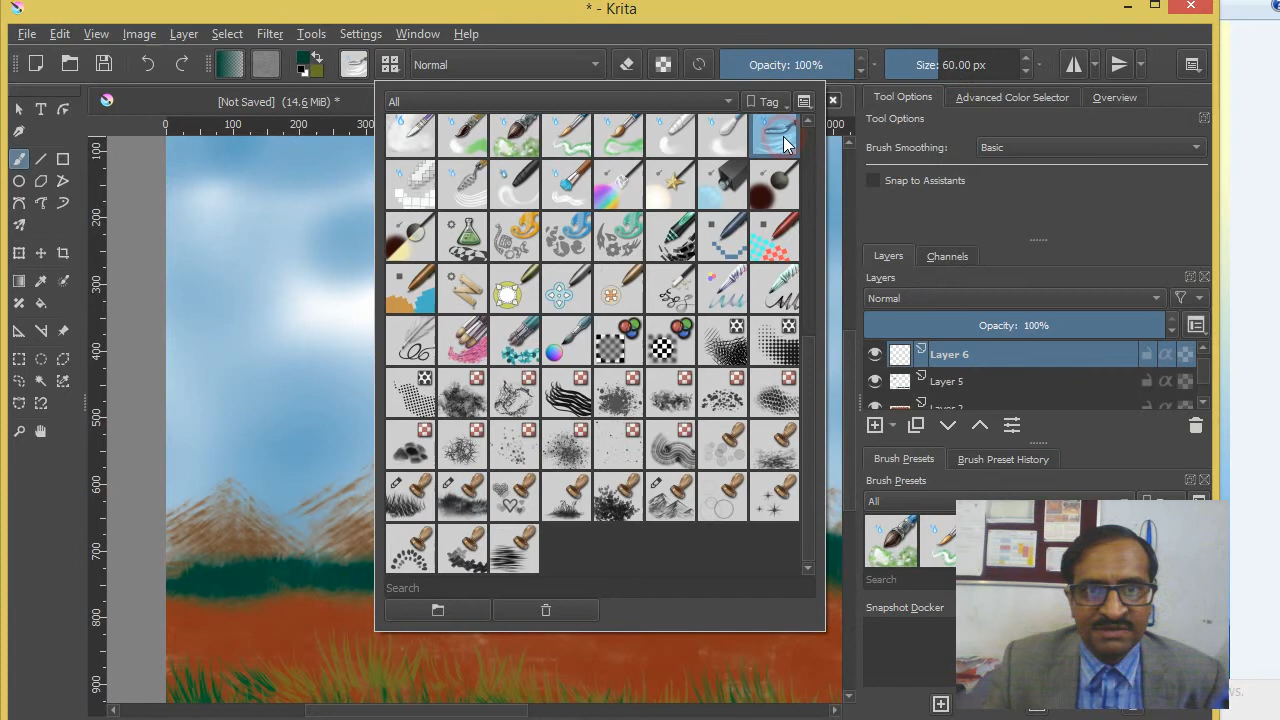 * - Krita
File Edit View Image Layer Select Filter Tools Settings Window Help
Normal
Opacity: 100%
Size: 60.00 px
[Not Saved] (14.6 MiB) *
All
Tag
Tool Options Advanced Color Selector Overview
Tool Options
Brush Smoothing: Basic
Snap to Assistants
0 100 200 300
000
100
200
300
400
500
600
700
800
900
Layers Channels
Layers
Normal
Opacity: 100%
Layer 6
Layer 5
Brush Presets Brush Preset History
Brush Presets
All
Search
Snapshot Docker
Search
ws.